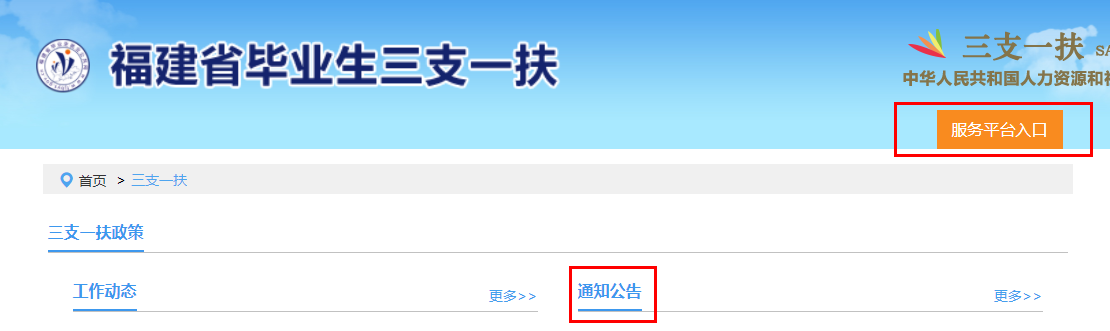 福建省毕业生三支一扶
三支一扶 SA
中华人民共和国人力资源和社
服务平台入口
首页 > 三支一扶
三支一扶政策
工作动态 更多>>
通知公告 更多>>